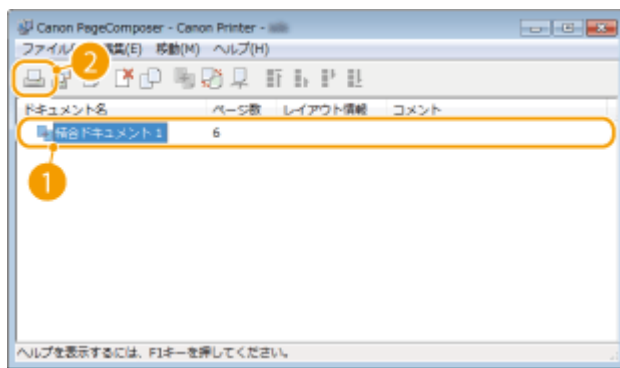 Canon PageComposer - Canon Printer -
ファイル 編集(E) 移動(M) ヘルプ(H)
2
ドキュメント名 ページ数 レイアウト情報 コメント
結合ドキュメント 1 6
1
ヘルプを表示するには、F1キーを押してください。